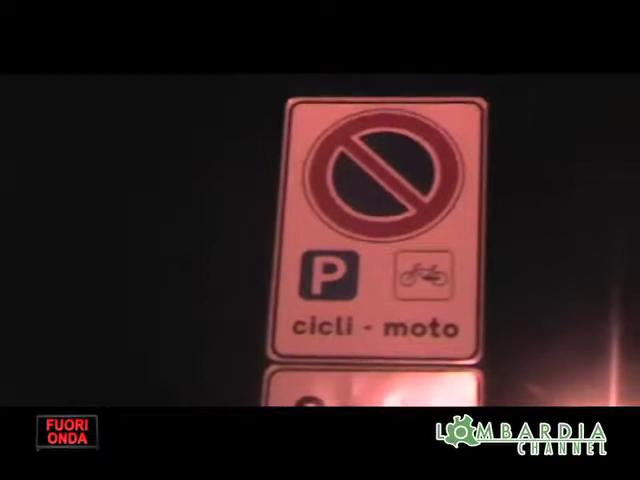 P
cicli - moto
FUORI
ONDA
LOMBARDIA
CHANNEL